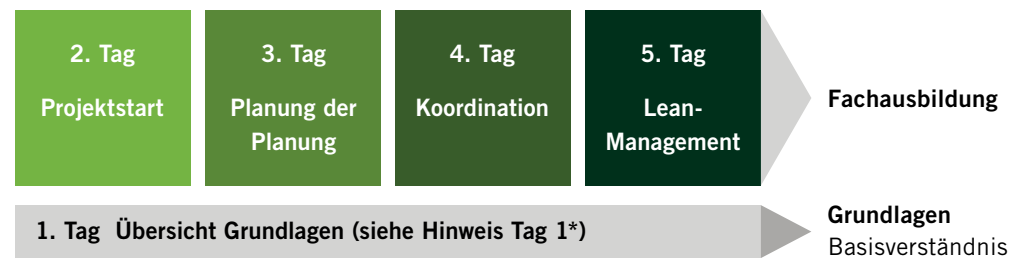 2. Tag
Projektstart
3. Tag
Planung der
Planung
4. Tag
Koordination
5. Tag
Lean-
Management
Fachausbildung
1. Tag Übersicht Grundlagen (siehe Hinweis Tag 1*)
Grundlagen
Basisverständnis